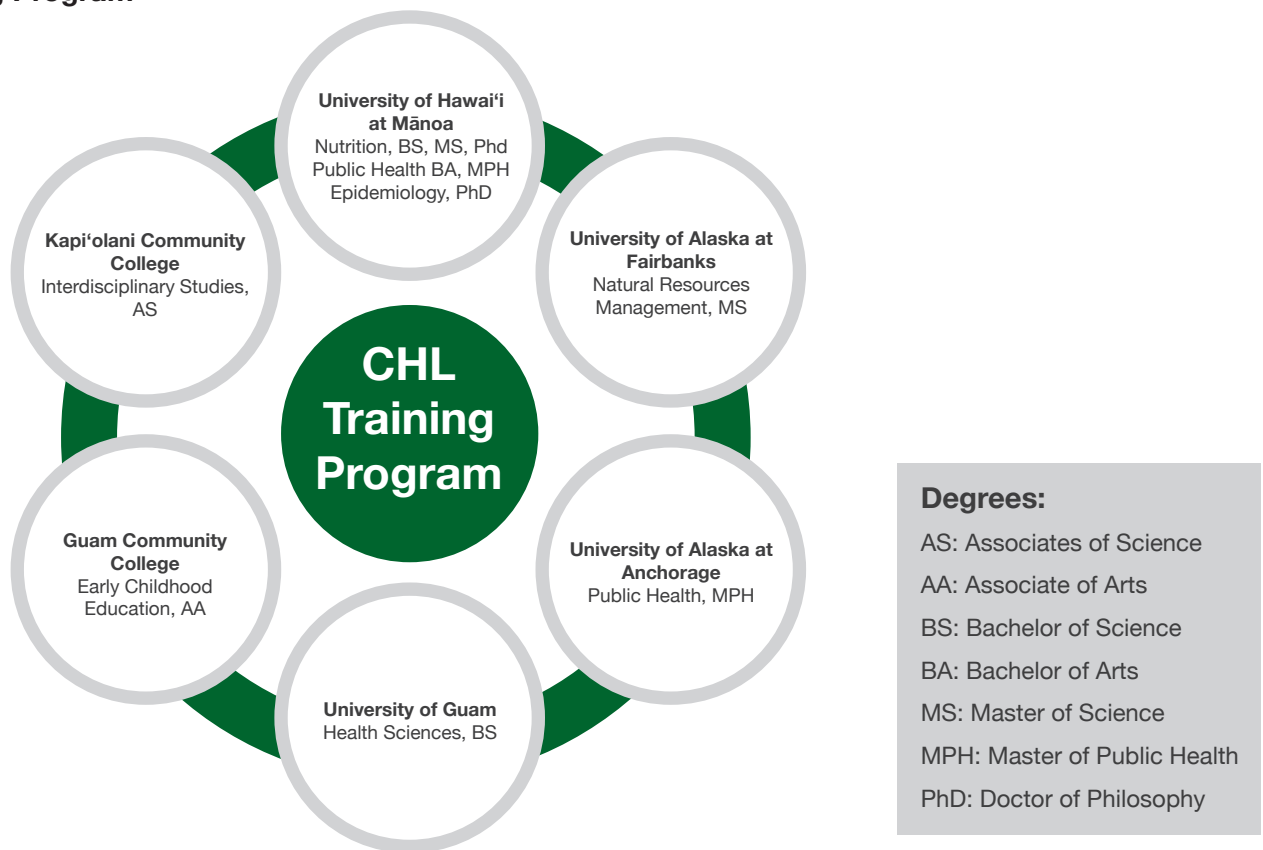 Program
University of Hawai‘i
at Mānoa
Nutrition, BS, MS, Phd
Public Health BA, MPH
Epidemiology, PhD
Kapi‘olani Community
College
Interdisciplinary Studies,
AS
University of Alaska at
Fairbanks
Natural Resources
Management, MS
CHL
Training
Program
Guam Community
College
Early Childhood
Education, AA
University of Alaska at
Anchorage
Public Health, MPH
University of Guam
Health Sciences, BS
Degrees:
AS: Associates of Science
AA: Associate of Arts
BS: Bachelor of Science
BA: Bachelor of Arts
MS: Master of Science
MPH: Master of Public Health
PhD: Doctor of Philosophy